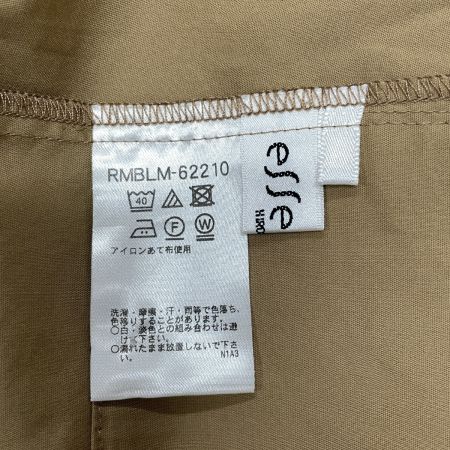 RMBLM-62210
esse
40
F W
アイロンあて布使用
洗濯・摩擦・汗・雨等で色落ち、
色移りすることがあります。
○白・淡色との組み合わせは避
けて下さい。
○濡れたまま放置しないで下さ
い。
N1A3